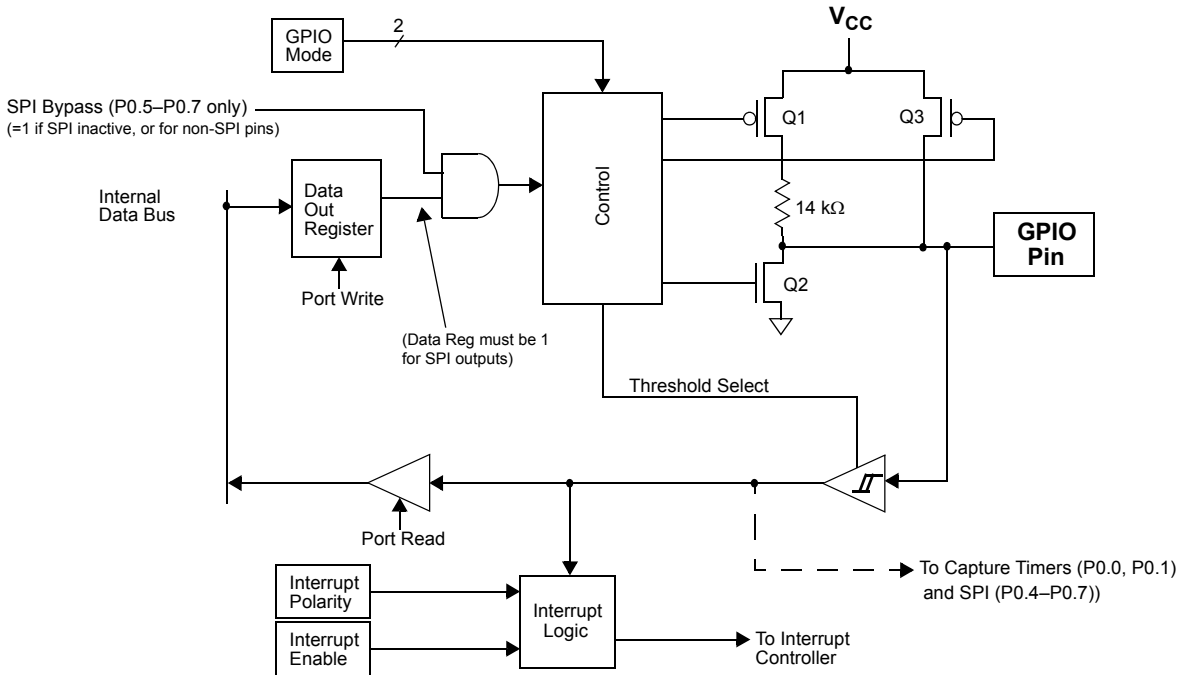 GPIO
Mode
2
VCC
SPI Bypass (P0.5–P0.7 only)
(=1 if SPI inactive, or for non-SPI pins)
Q1
Q3
Internal
Data Bus
Data
Out
Register
Control
14 kΩ
GPIO
Pin
Port Write
Q2
(Data Reg must be 1
for SPI outputs)
Threshold Select
Port Read
To Capture Timers (P0.0, P0.1)
and SPI (P0.4–P0.7))
Interrupt
Polarity
Interrupt
Logic
Interrupt
Enable
To Interrupt
Controller